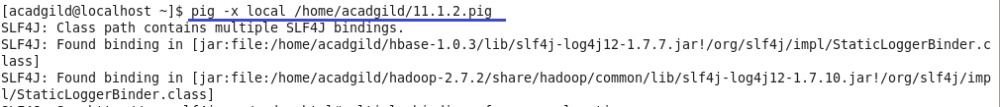 [acadgild@localhost ~]$ pig -x local /home/acadgild/11.1.2.pig
SLF4J: Class path contains multiple SLF4J bindings.
SLF4J: Found binding in [jar:file:/home/acadgild/hbase-1.0.3/lib/slf4j-log4j12-1.7.7.jar!/org/slf4j/impl/StaticLoggerBinder.c
lass]
SLF4J: Found binding in [jar:file:/home/acadgild/hadoop-2.7.2/share/hadoop/common/lib/slf4j-log4j12-1.7.10.jar!/org/slf4j/imp
l/StaticLoggerBinder.class]